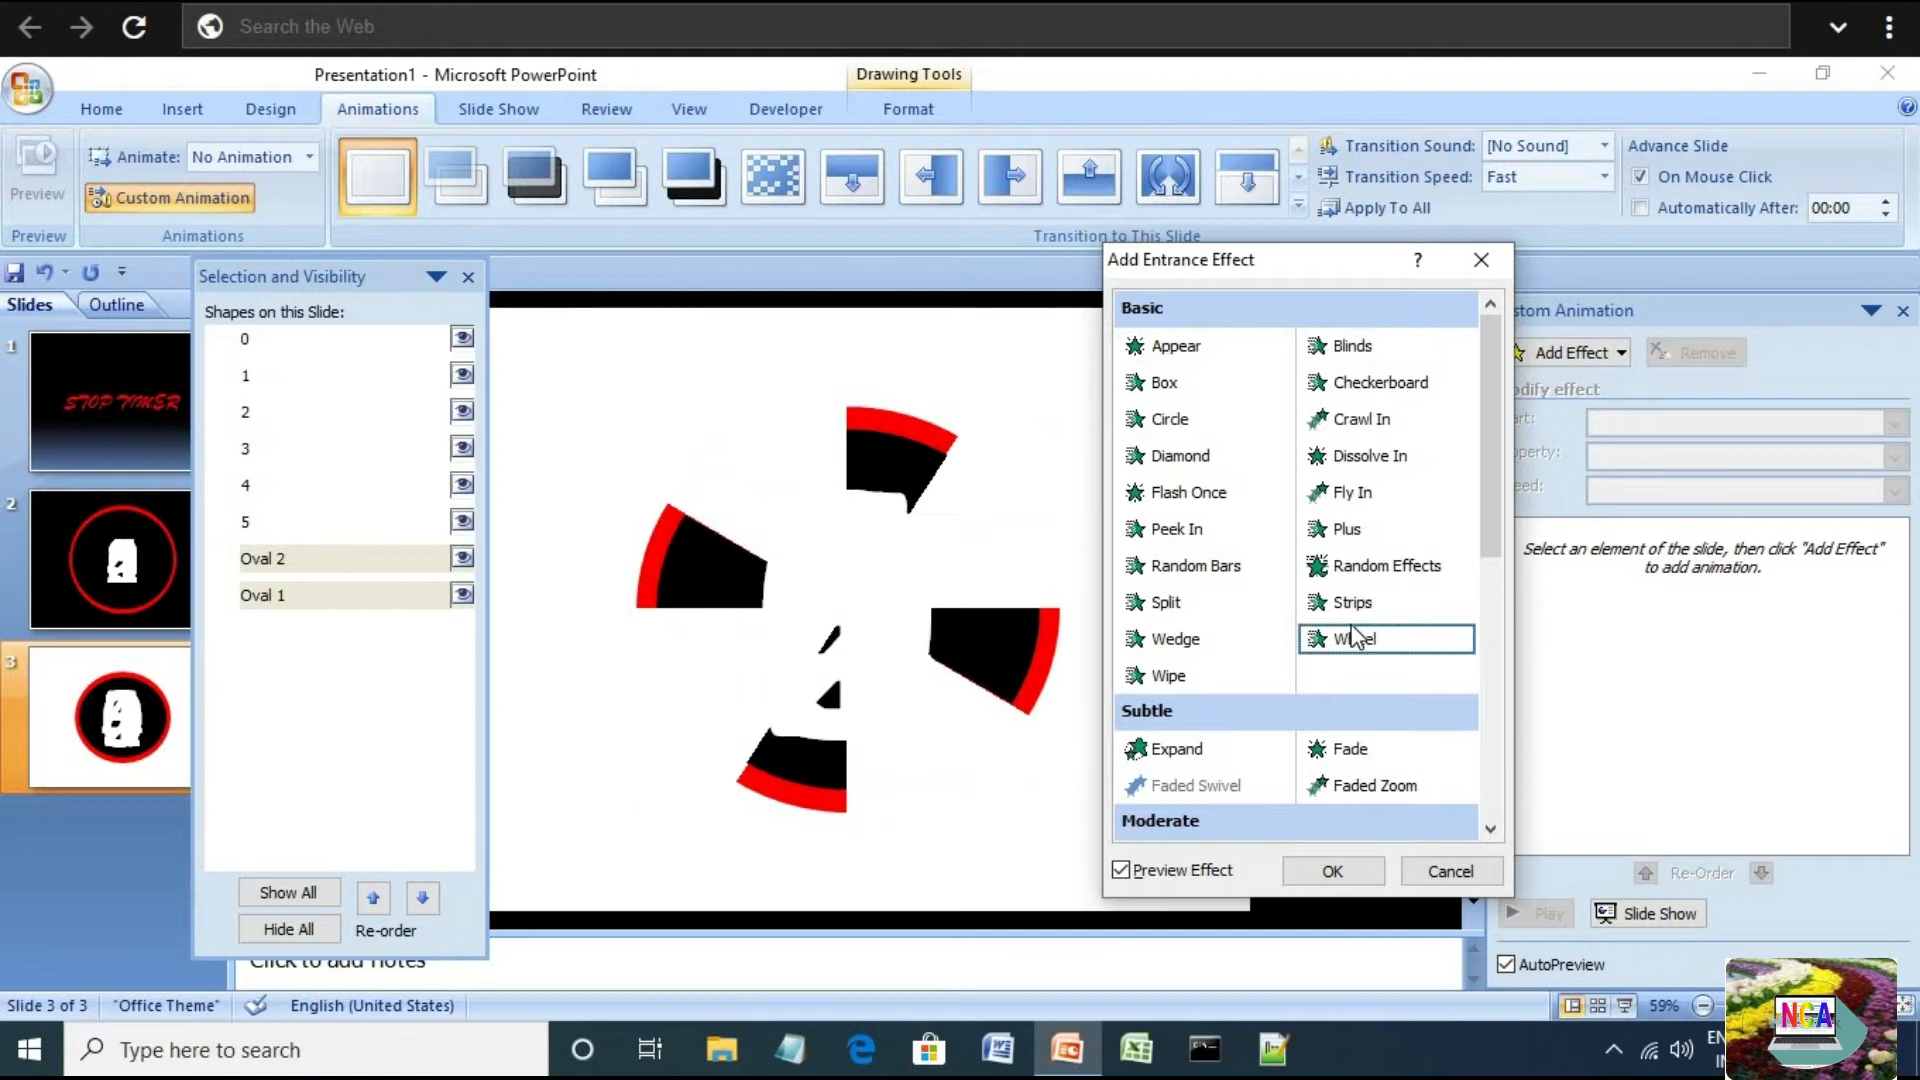 Search the Web
Presentation1 - Microsoft PowerPoint
Drawing Tools
Home
Insert
Design
Animations
Slide Show
Review
View
Developer
Format
Preview
Preview
Animate:
No Animation
Custom Animation
Animations
Transition Sound:
[No Sound]
Transition Speed:
Fast
Apply To All
Transition to This Slide
Advance Slide
On Mouse Click
Automatically After:
00:00
Slides
Outline
1
STOP TIMER
2
3
Selection and Visibility
Shapes on this Slide:
0
1
2
3
4
5
Oval 2
Oval 1
Show All
Hide All
Re-order
Add Entrance Effect
?
Basic
Appear
Blinds
Box
Checkerboard
Circle
Crawl In
Diamond
Dissolve In
Flash Once
Fly In
Peek In
Plus
Random Bars
Random Effects
Split
Strips
Wedge
Wipe
Subtle
Expand
Fade
Faded Swivel
Faded Zoom
Moderate
Preview Effect
OK
Cancel
Add Effect
Remove
Select an element of the slide, then click "Add Effect"
to add animation.
Re-Order
Play
Slide Show
AutoPreview
Slide 3 of 3
"Office Theme"
English (United States)
59%
Type here to search
NCA